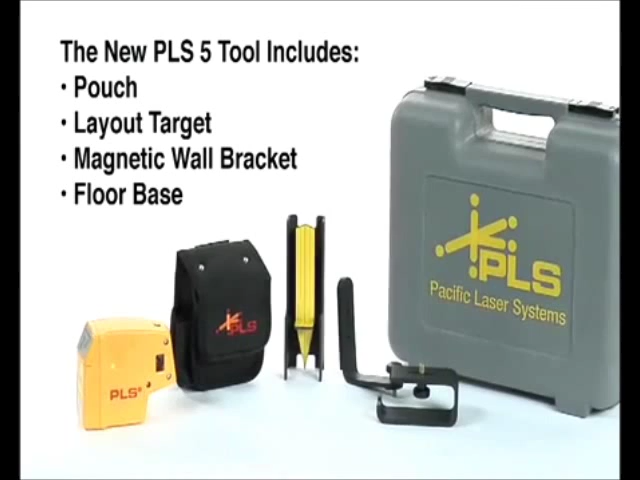 The New PLS 5 Tool Includes:
• Pouch
• Layout Target
• Magnetic Wall Bracket
• Floor Base
PLS
Pacific Laser Systems
PLS
PLS®